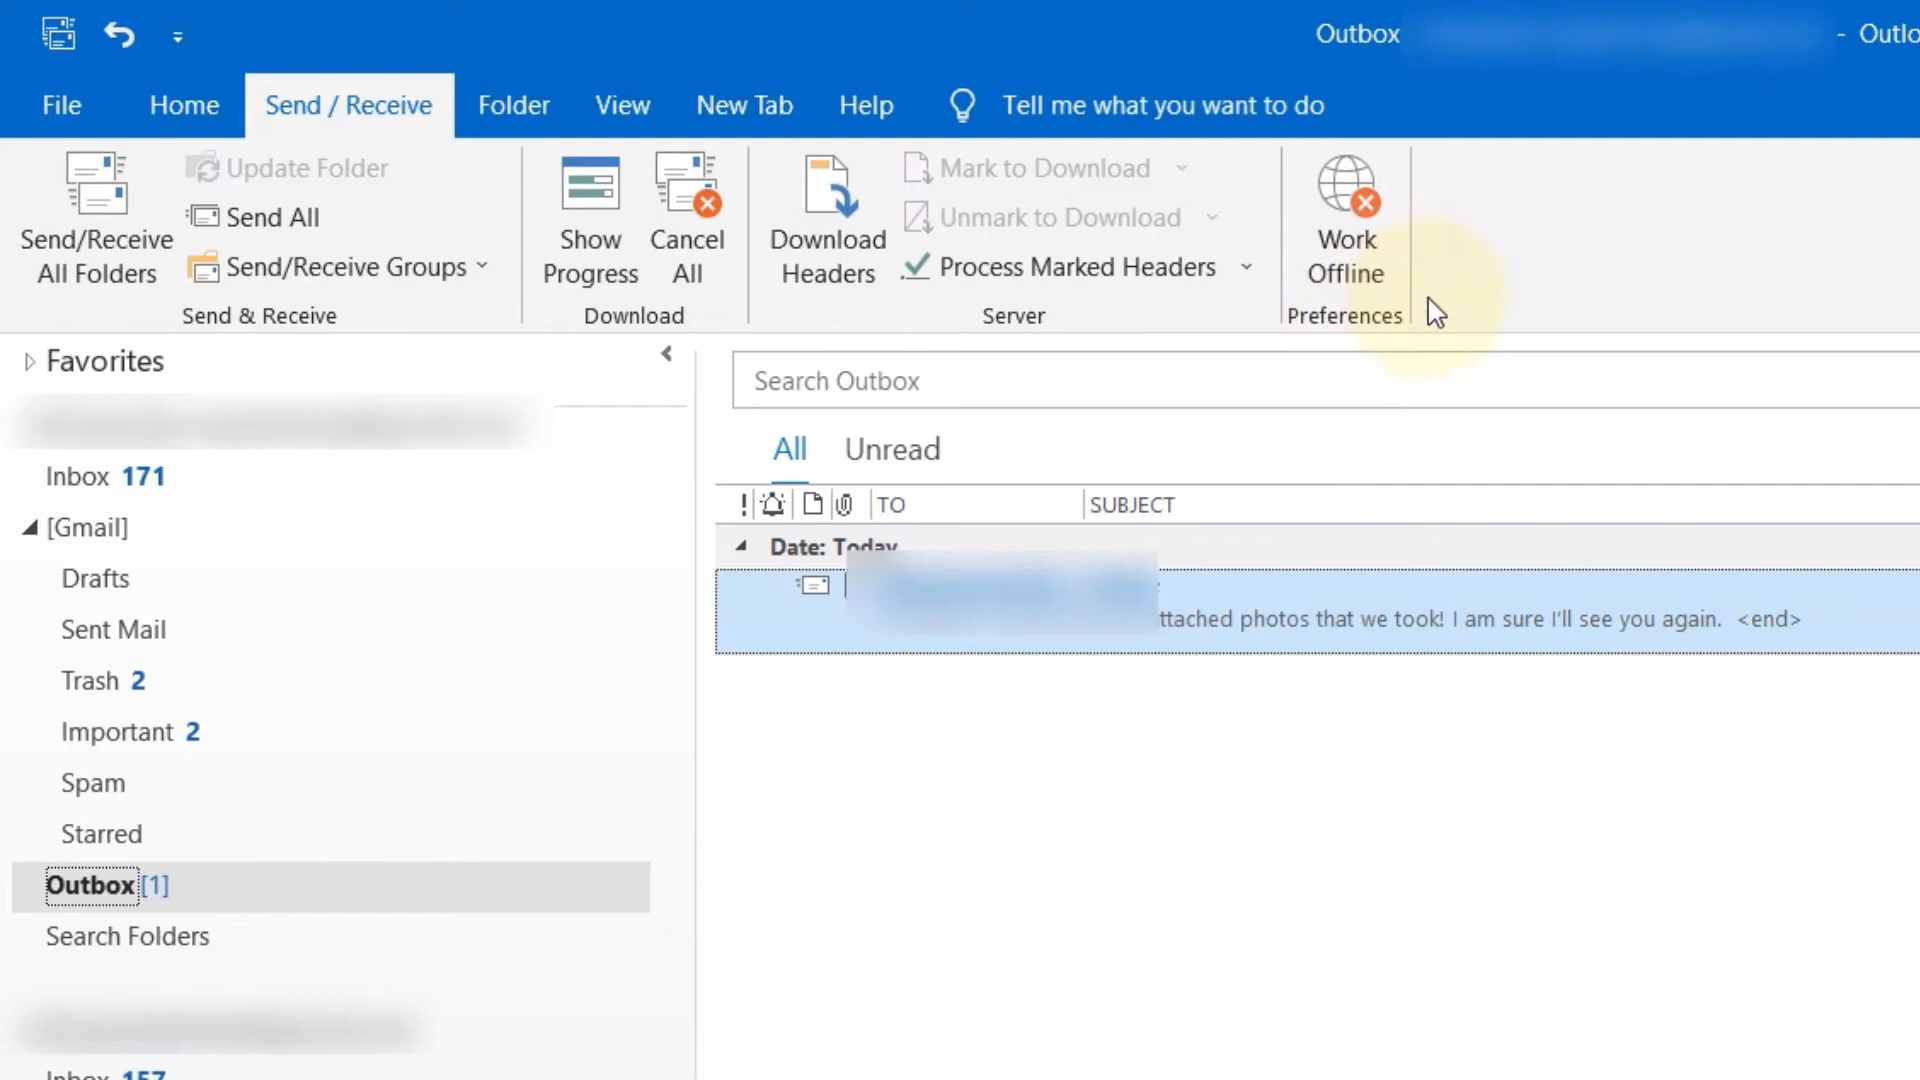 Outbox - Outlo
File Home Send / Receive Folder View New Tab Help Tell me what you want to do
Send/Receive All Folders
Update Folder
Send All
Send/Receive Groups
Send & Receive
Show Progress
Cancel All
Download
Download Headers
Mark to Download
Unmark to Download
Process Marked Headers
Server
Work Offline
Preferences
Favorites
Inbox 171
[Gmail]
Drafts
Sent Mail
Trash 2
Important 2
Spam
Starred
Outbox [1]
Search Folders
Inbox 157
Search Outbox
All Unread
! TO SUBJECT
Date: Today
ttached photos that we took! I am sure I'll see you again. <end>